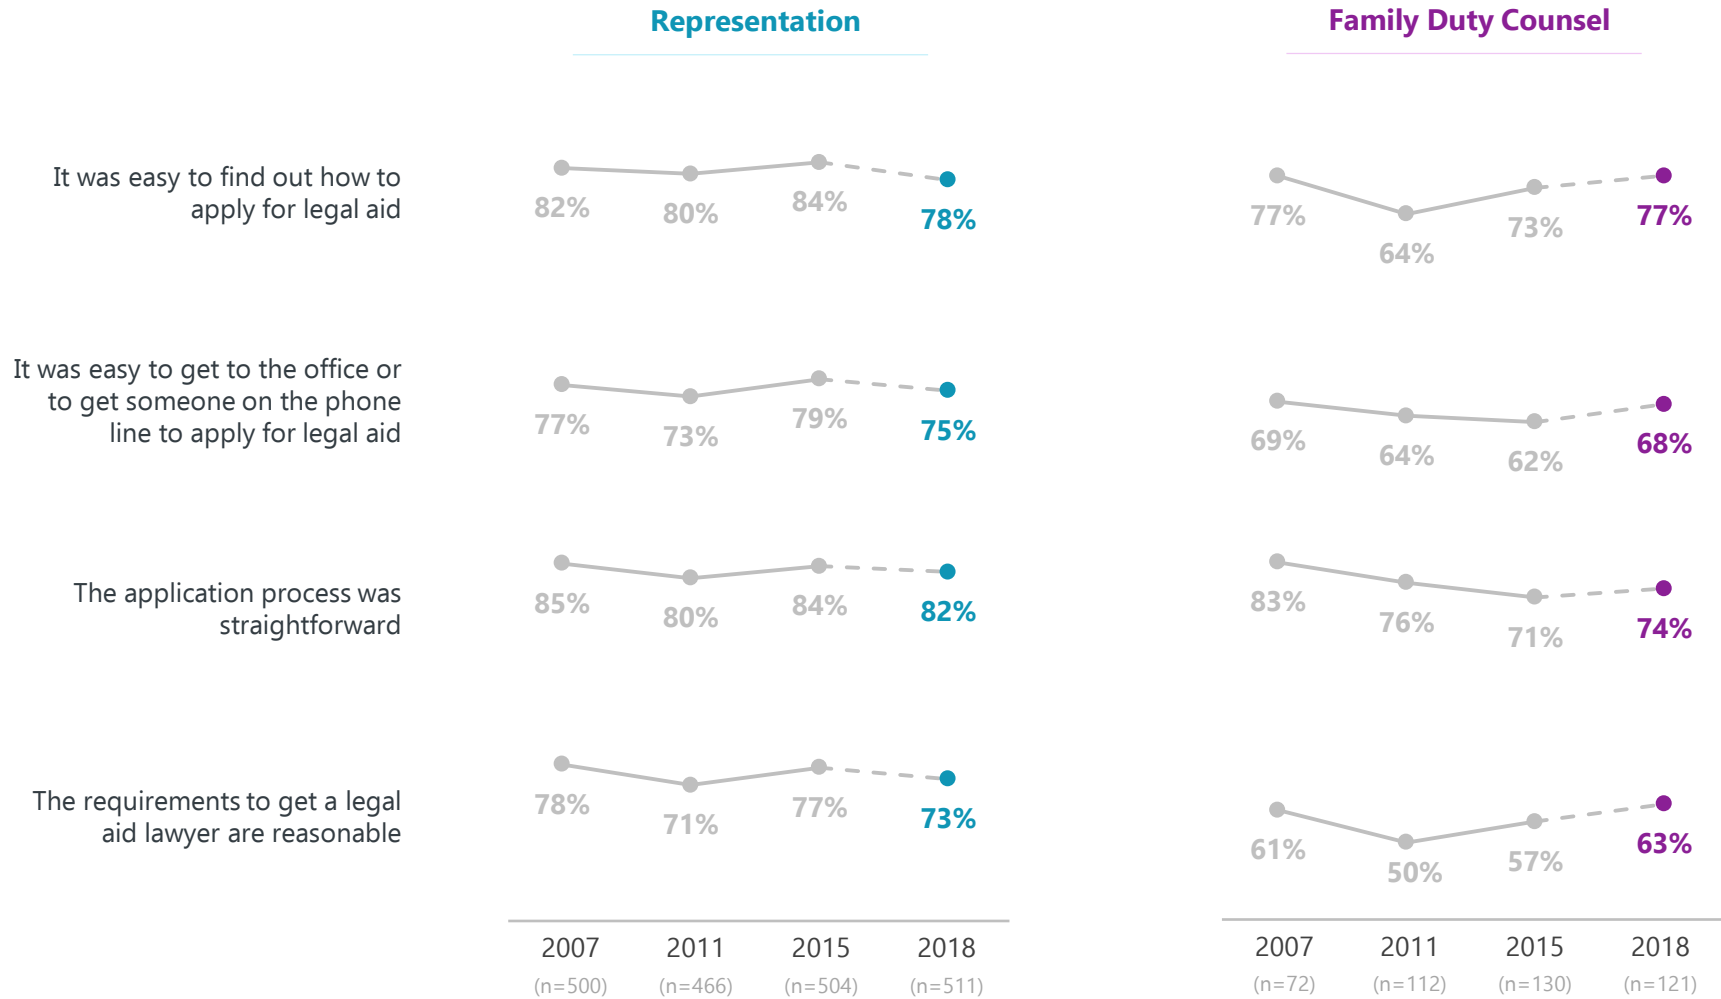 Representation
Family Duty Counsel
It was easy to find out how to
apply for legal aid
82%
80%
84%
78%
77%
64%
73%
77%
It was easy to get to the office or
to get someone on the phone
line to apply for legal aid
77%
73%
79%
75%
69%
64%
62%
68%
The application process was
straightforward
85%
80%
84%
82%
83%
76%
71%
74%
The requirements to get a legal
aid lawyer are reasonable
78%
71%
77%
73%
61%
50%
57%
63%
2007 2011 2015 2018
(n=500) (n=466) (n=504) (n=511)
2007 2011 2015 2018
(n=72) (n=112) (n=130) (n=121)